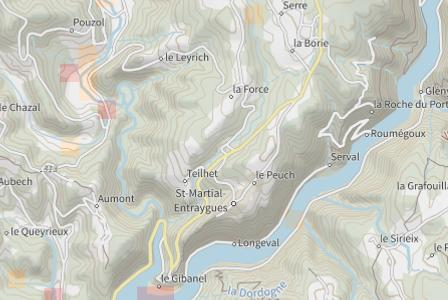 Pouzol
Serre
la Borie
le Leyrich
la Force
le Chazal
la Roche du Port
Roumégoux
313
Serval
Teilhet
le Peuch
Aubech
St-Martial-
Entraygues
Aumont
la Grafouill
le Queyrieux
Longeval
le Sirieix
le Gibanel
la Dordogne